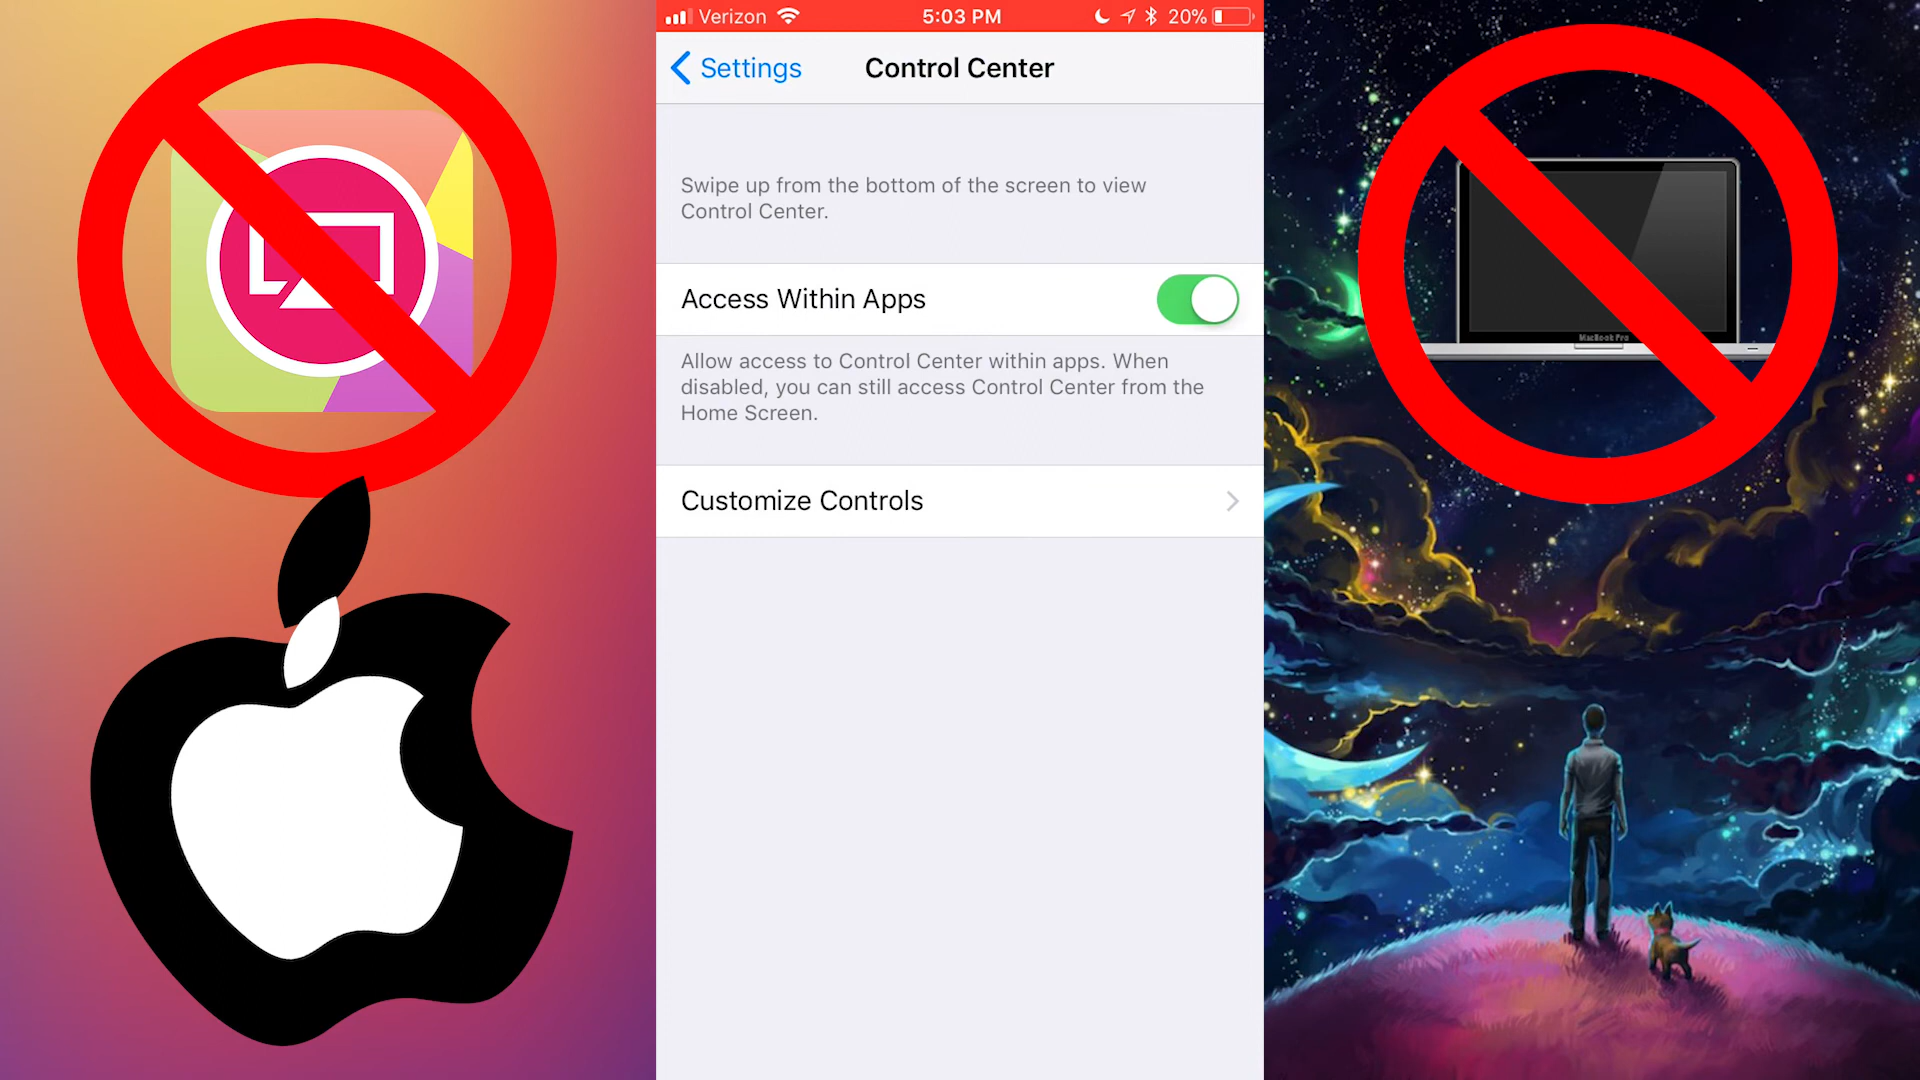 Verizon 5:03 PM 20%
Settings Control Center
Swipe up from the bottom of the screen to view
Control Center.
Access Within Apps
Allow access to Control Center within apps. When
disabled, you can still access Control Center from the
Home Screen.
Customize Controls
MacBook Pro